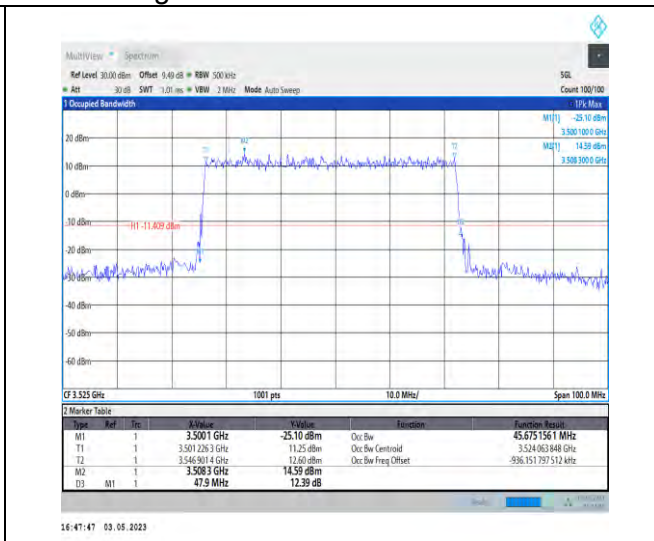 MultiView Spectrum
Ref Level 30.00 dBm Offset 9.49 dB RBW 500 kHz SGL
Att 30 dB SWT 1.01 ms VBW 2 MHz Mode Auto Sweep Count 100/100
1 Occupied Bandwidth 1Pk Max
M1[1] -25.10 dBm
3.500 100 0 GHz
M2[1] 14.59 dBm
3.508 300 0 GHz
20 dBm
M2
T1 T2
10 dBm
0 dBm
-10 dBm
H1 -11.409 dBm
-20 dBm
-30 dBm
-40 dBm
-50 dBm
-60 dBm
CF 3.525 GHz 1001 pts 10.0 MHz/ Span 100.0 MHz
2 Marker Table
Type Ref Trc X-Value Y-Value Function Function Result
M1 1 3.5001 GHz -25.10 dBm Occ Bw 45.6751561 MHz
T1 1 3.501 226 3 GHz 11.25 dBm Occ Bw Centroid 3.524 063 848 GHz
T2 1 3.546 901 4 GHz 12.60 dBm Occ Bw Freq Offset -936.151 797 512 kHz
M2 1 3.5083 GHz 14.59 dBm
D3 M1 1 47.9 MHz 12.39 dB
16:47:47 03.05.2023